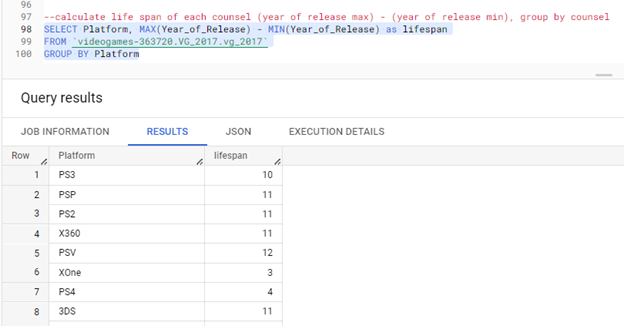 96
97 --calculate life span of each counsel (year of release max) - (year of release min), group by counsel
98 SELECT Platform, MAX(Year_of_Release) - MIN(Year_of_Release) as lifespan
99 FROM `videogames-363720.VG_2017.vg_2017`
100 GROUP BY Platform
Query results
JOB INFORMATION RESULTS JSON EXECUTION DETAILS
Row Platform lifespan
1 PS3 10
2 PSP 11
3 PS2 11
4 X360 11
5 PSV 12
6 XOne 3
7 PS4 4
8 3DS 11